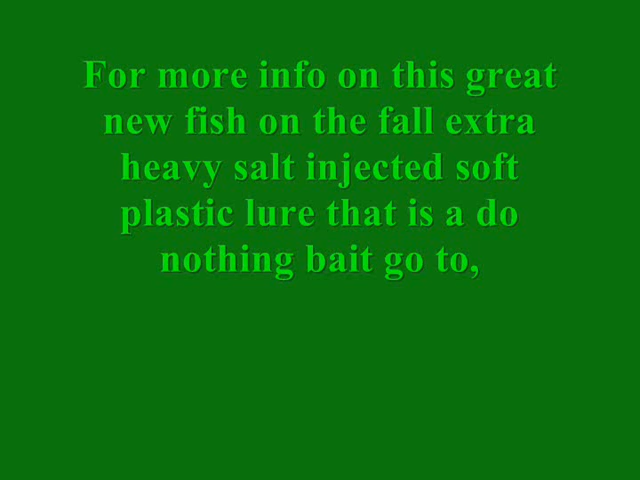 For more info on this great
new fish on the fall extra
heavy salt injected soft
plastic lure that is a do
nothing bait go to,